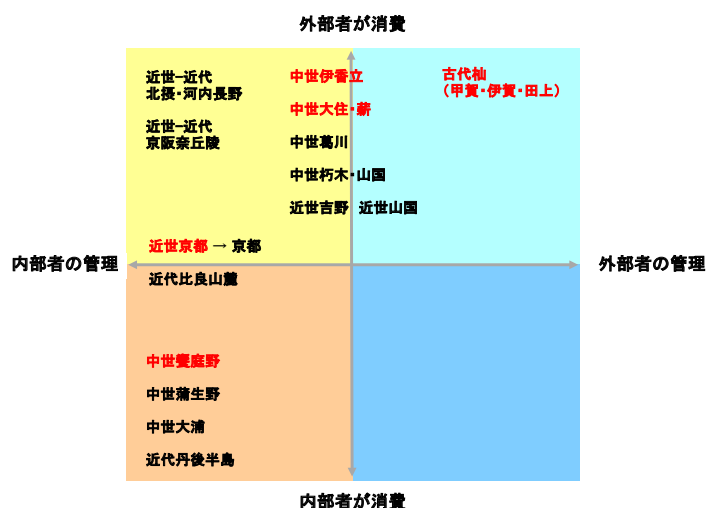 外部者が消費
近世−近代
北摂・河内長野
近世−近代
京阪奈丘陵
中世伊香立
中世大住・薪
中世葛川
中世朽木・山国
近世吉野 近世山国
古代杣
（甲賀・伊賀・田上）
近世京都 → 京都
内部者の管理
外部者の管理
近代比良山麓
中世饗庭野
中世蒲生野
中世大浦
近代丹後半島
内部者が消費